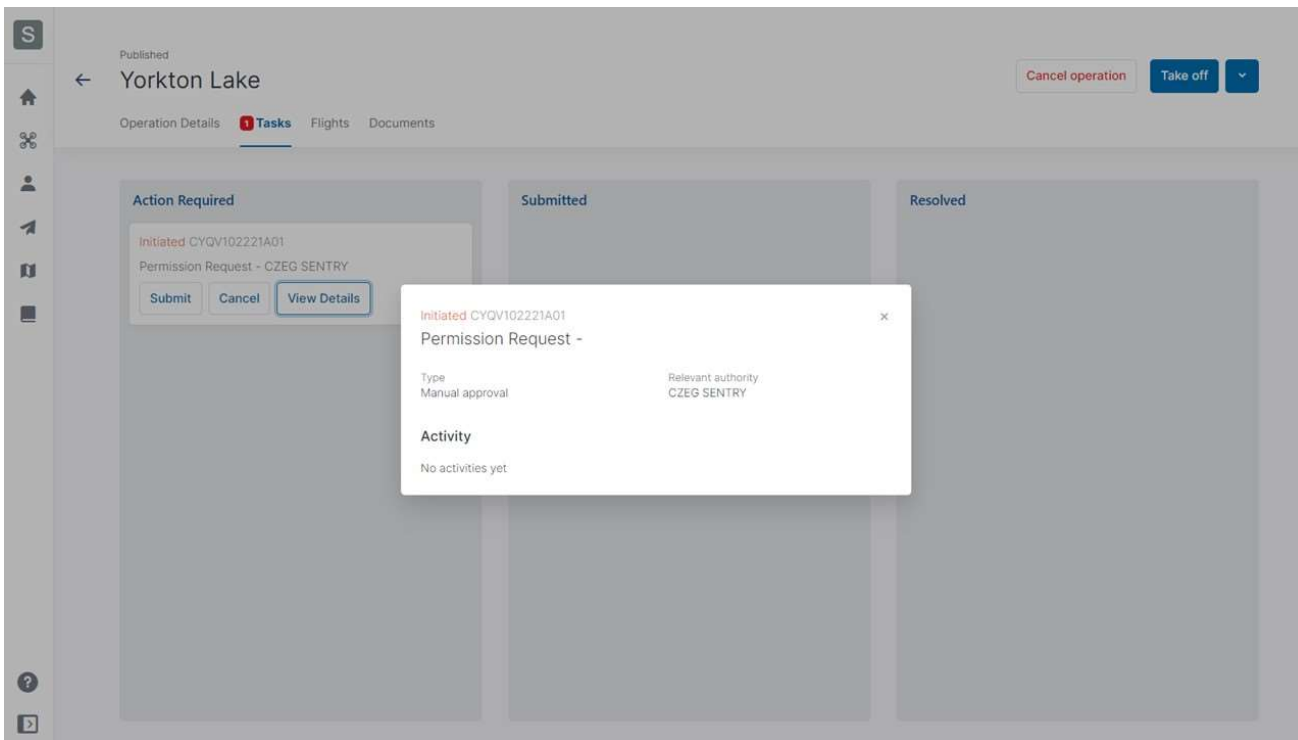 S
Published
Yorkton Lake
Cancel operation
Take off
Operation Details
1 Tasks
Flights
Documents
Action Required
Initiated CYQV102221A01
Permission Request - CZEG SENTRY
Submit
Cancel
View Details
Submitted
Resolved
Initiated CYQV102221A01
×
Permission Request -
Type
Manual approval
Relevant authority
CZEG SENTRY
Activity
No activities yet
?